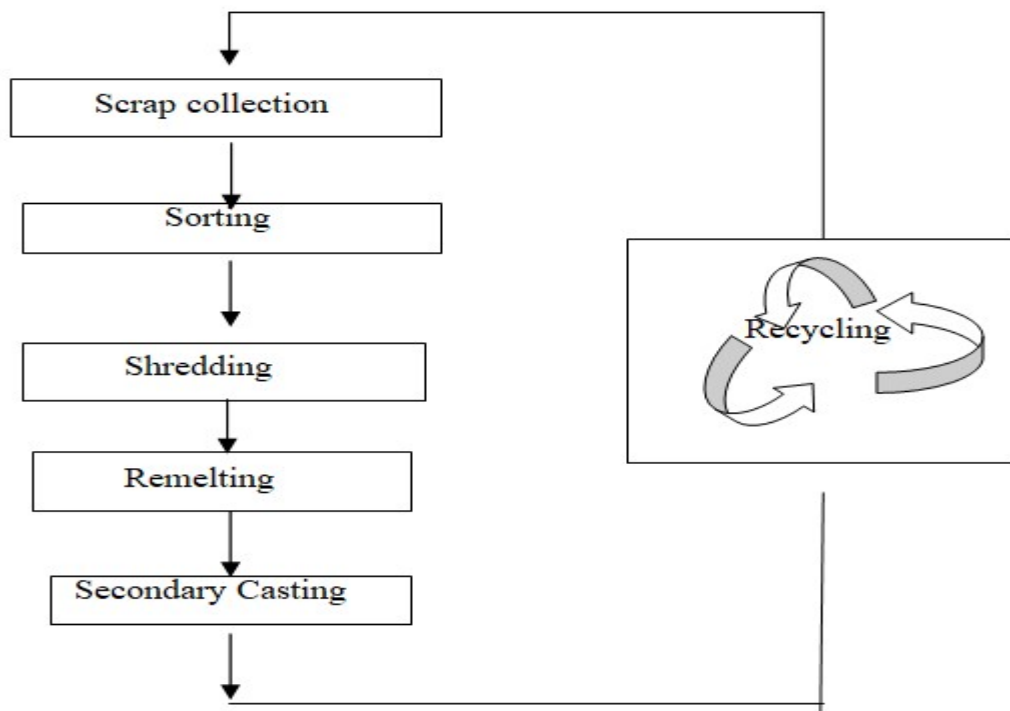 Scrap collection
Sorting
Shredding
Remelting
Secondary Casting
Recycling